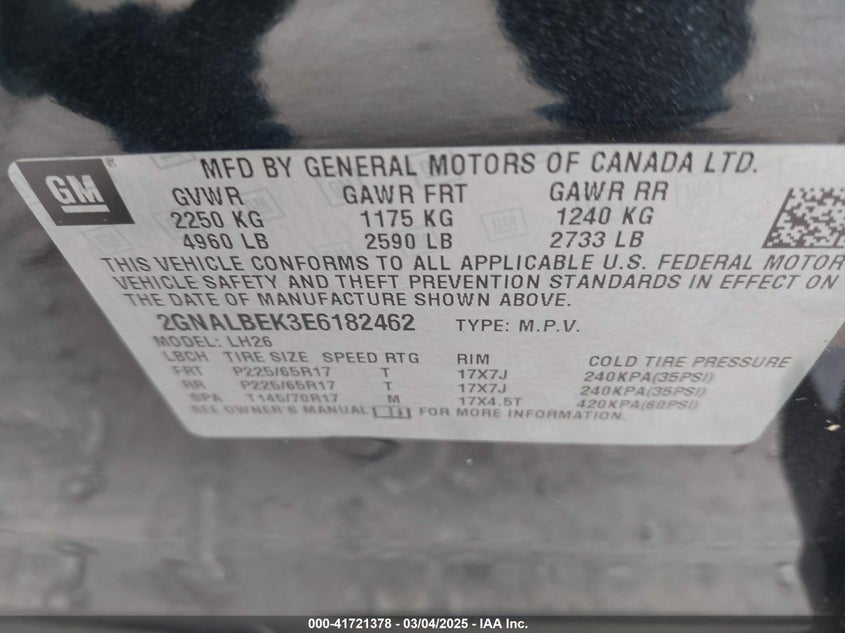 GM
MFD BY GENERAL MOTORS OF CANADA LTD.
GVWR GAWR FRT GAWR RR
2250 KG 1175 KG 1240 KG
4960 LB 2590 LB 2733 LB
THIS VEHICLE CONFORMS TO ALL APPLICABLE U.S. FEDERAL MOTOR
VEHICLE SAFETY AND THEFT PREVENTION STANDARDS IN EFFECT ON
THE DATE OF MANUFACTURE SHOWN ABOVE.
2GNALBEK3E6182462 TYPE: M.P.V.
MODEL: LH26
LBCH TIRE SIZE SPEED RTG RIM COLD TIRE PRESSURE
FRT P225/65R17 T 17X7J 240KPA(35PSI)
RR P225/65R17 T 17X7J 240KPA(35PSI)
SPA T145/70R17 M 17X4.5T 420KPA(60PSI)
SEE OWNER'S MANUAL FOR MORE INFORMATION.
000-41721378 - 03/04/2025 - IAA Inc.